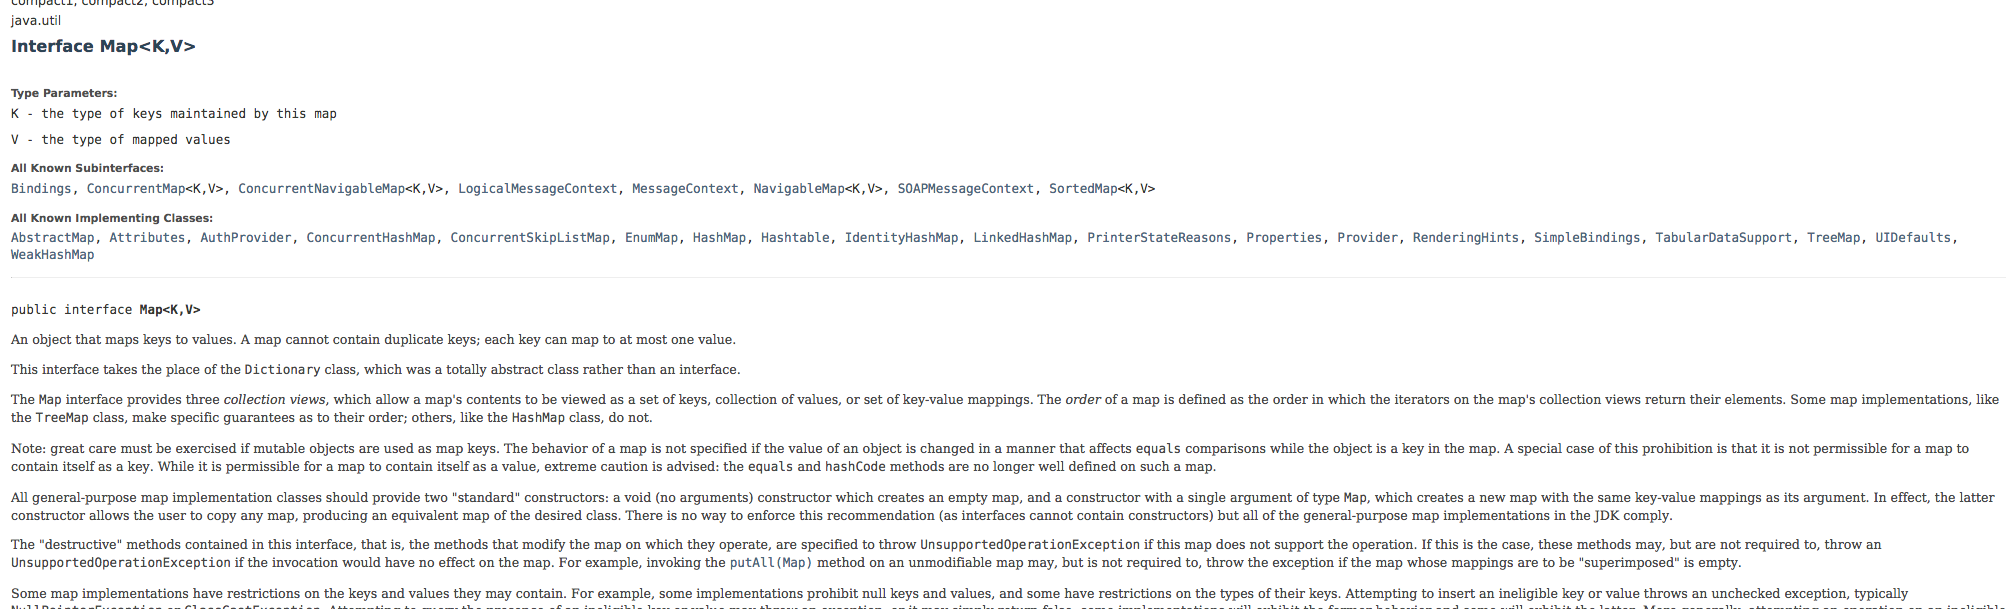 compact1, compact2, compact3
java.util
Interface Map<K,V>
Type Parameters:
K - the type of keys maintained by this map
V - the type of mapped values
All Known Subinterfaces:
Bindings, ConcurrentMap<K,V>, ConcurrentNavigableMap<K,V>, LogicalMessageContext, MessageContext, NavigableMap<K,V>, SOAPMessageContext, SortedMap<K,V>
All Known Implementing Classes:
AbstractMap, Attributes, AuthProvider, ConcurrentHashMap, ConcurrentSkipListMap, EnumMap, HashMap, Hashtable, IdentityHashMap, LinkedHashMap, PrinterStateReasons, Properties, Provider, RenderingHints, SimpleBindings, TabularDataSupport, TreeMap, UIDefaults,
WeakHashMap
public interface Map<K,V>
An object that maps keys to values. A map cannot contain duplicate keys; each key can map to at most one value.
This interface takes the place of the Dictionary class, which was a totally abstract class rather than an interface.
The Map interface provides three collection views, which allow a map's contents to be viewed as a set of keys, collection of values, or set of key-value mappings. The order of a map is defined as the order in which the iterators on the map's collection views return their elements. Some map implementations, like
the TreeMap class, make specific guarantees as to their order; others, like the HashMap class, do not.
Note: great care must be exercised if mutable objects are used as map keys. The behavior of a map is not specified if the value of an object is changed in a manner that affects equals comparisons while the object is a key in the map. A special case of this prohibition is that it is not permissible for a map to
contain itself as a key. While it is permissible for a map to contain itself as a value, extreme caution is advised: the equals and hashCode methods are no longer well defined on such a map.
All general-purpose map implementation classes should provide two "standard" constructors: a void (no arguments) constructor which creates an empty map, and a constructor with a single argument of type Map, which creates a new map with the same key-value mappings as its argument. In effect, the latter
constructor allows the user to copy any map, producing an equivalent map of the desired class. There is no way to enforce this recommendation (as interfaces cannot contain constructors) but all of the general-purpose map implementations in the JDK comply.
The "destructive" methods contained in this interface, that is, the methods that modify the map on which they operate, are specified to throw UnsupportedOperationException if this map does not support the operation. If this is the case, these methods may, but are not required to, throw an
UnsupportedOperationException if the invocation would have no effect on the map. For example, invoking the putAll(Map) method on an unmodifiable map may, but is not required to, throw the exception if the map whose mappings are to be "superimposed" is empty.
Some map implementations have restrictions on the keys and values they may contain. For example, some implementations prohibit null keys and values, and some have restrictions on the types of their keys. Attempting to insert an ineligible key or value throws an unchecked exception, typically